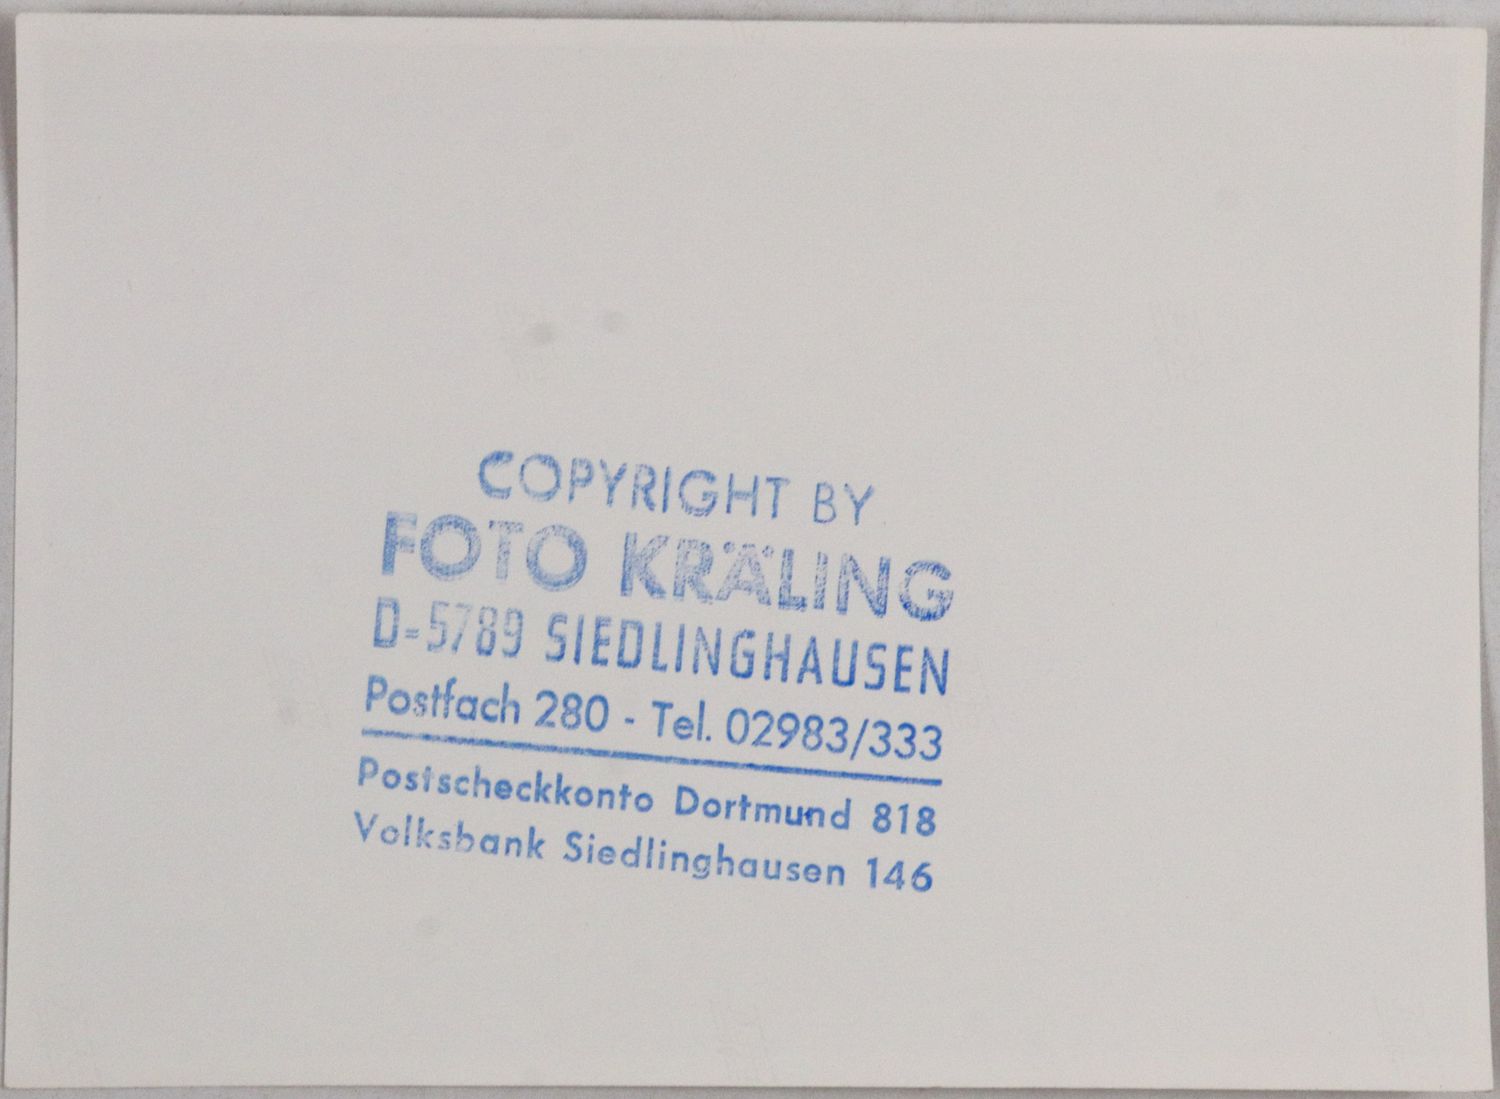 COPYRIGHT BY
FOTO KRÄLING
D-5789 SIEDLINGHAUSEN
Postfach 280 - Tel. 02983/333
Postscheckkonto Dortmund 818
Volksbank Siedlinghausen 146